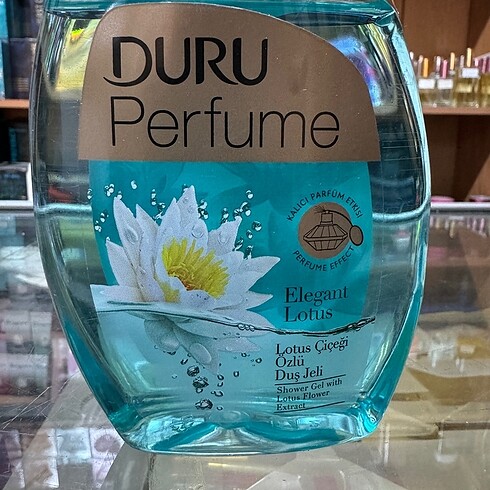 DURU
Perfume
KALICI PARFÜM ETKİSİ
PERFUME EFFECT
Elegant
Lotus
Lotus Çiçeği
Özlü
Duş Jeli
Shower Gel with
Lotus Flower
Extract